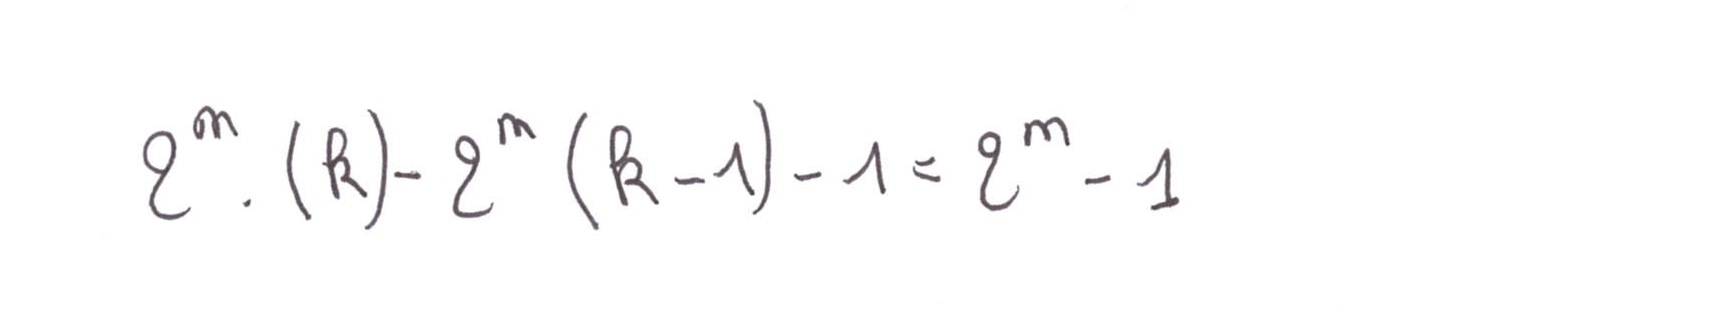 2^m . (k) - 2^m (k-1) - 1 = 2^m - 1